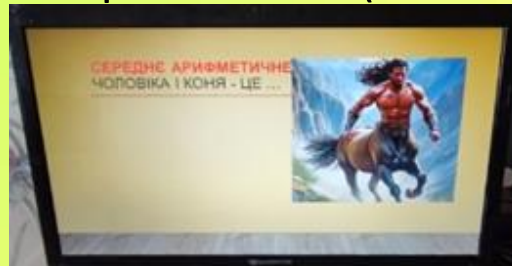 СЕРЕДНЄ АРИФМЕТИЧНЕ
ЧОЛОВІКА І КОНЯ - ЦЕ ...